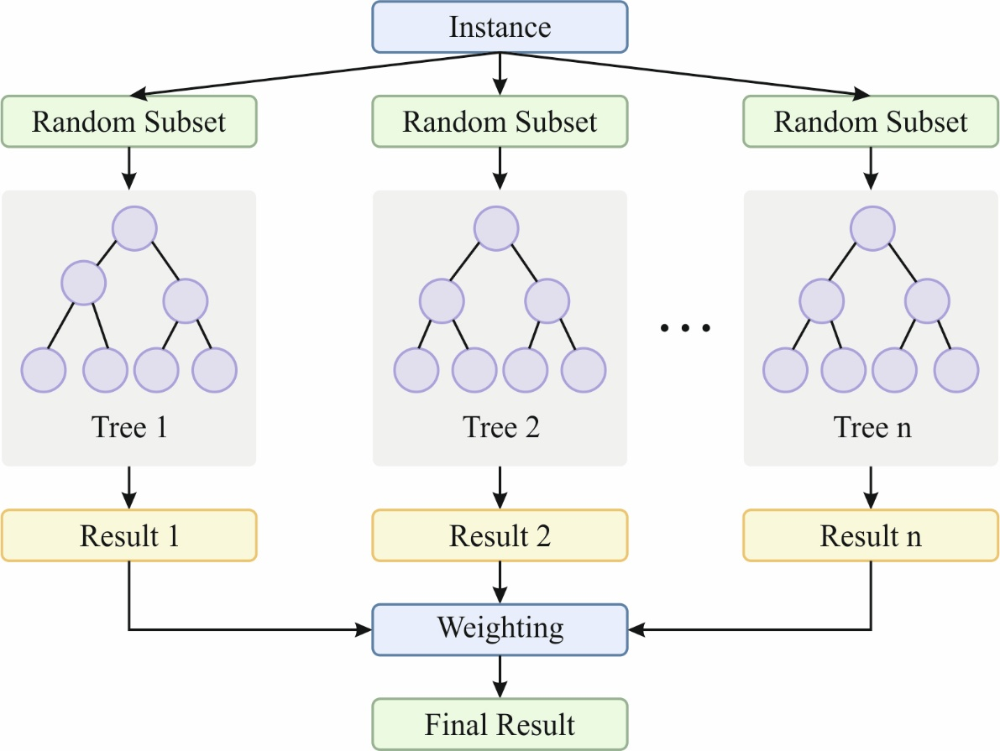 Instance
Random Subset
Random Subset
Random Subset
Tree 1
Tree 2
...
Tree n
Result 1
Result 2
Result n
Weighting
Final Result